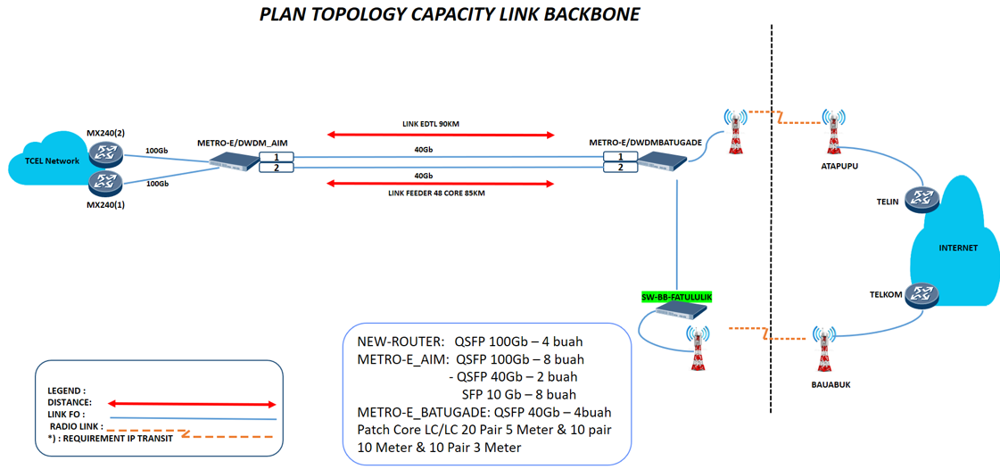 PLAN TOPOLOGY CAPACITY LINK BACKBONE
LINK EDTL 90KM
MX240(2)
METRO-E/DWDM_AIM
METRO-E/DWDMBATUGADE
100Gb
40Gb
1
1
TCEL Network
2
2
ATAPUPU
100Gb
40Gb
LINK FEEDER 48 CORE 85KM
MX240(1)
TELIN
INTERNET
SW-BB-FATULULIK
TELKOM
BAUABUK
NEW-ROUTER: QSFP 100Gb – 4 buah
METRO-E_AIM: QSFP 100Gb – 8 buah
- QSFP 40Gb – 2 buah
SFP 10 Gb – 8 buah
METRO-E_BATUGADE: QSFP 40Gb – 4buah
Patch Core LC/LC 20 Pair 5 Meter & 10 pair
10 Meter & 10 Pair 3 Meter
LEGEND :
DISTANCE:
LINK FO :
RADIO LINK :
*) : REQUIREMENT IP TRANSIT